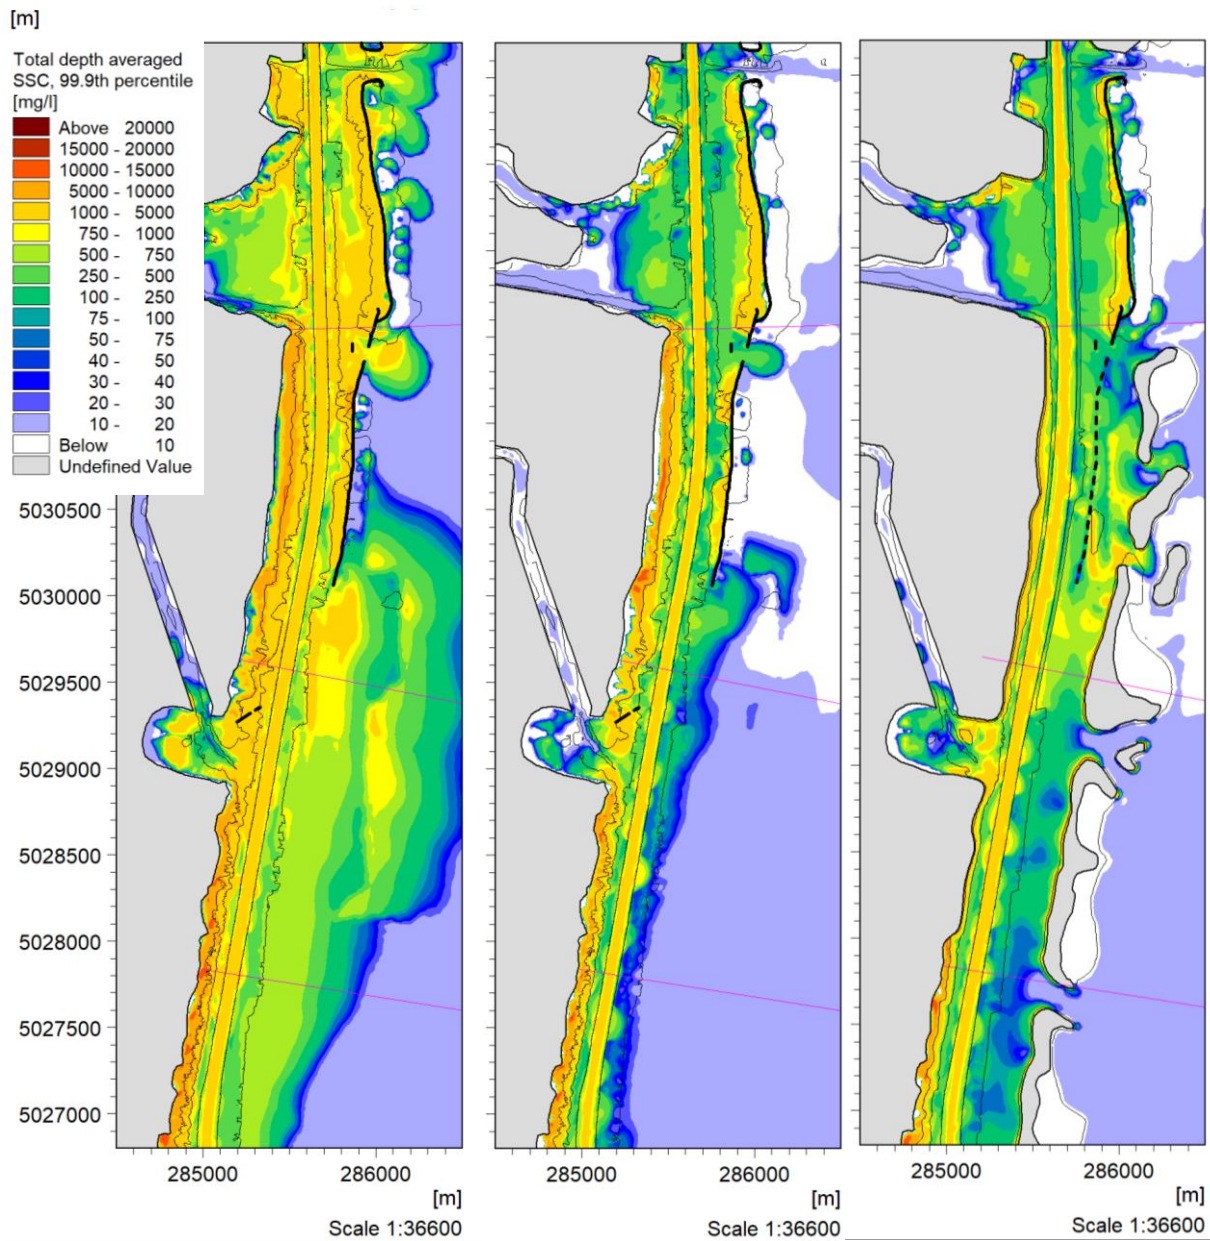 [m]
Total depth averaged
SSC, 99.9th percentile
[mg/l]
Above 20000
15000 - 20000
10000 - 15000
5000 - 10000
1000 - 5000
750 - 1000
500 - 750
250 - 500
100 - 250
75 - 100
50 - 75
40 - 50
30 - 40
20 - 30
10 - 20
Below 10
Undefined Value
5030500
5030000
5029500
5029000
5028500
5028000
5027500
5027000
285000 286000
[m]
Scale 1:36600
285000 286000
[m]
Scale 1:36600
285000 286000
[m]
Scale 1:36600